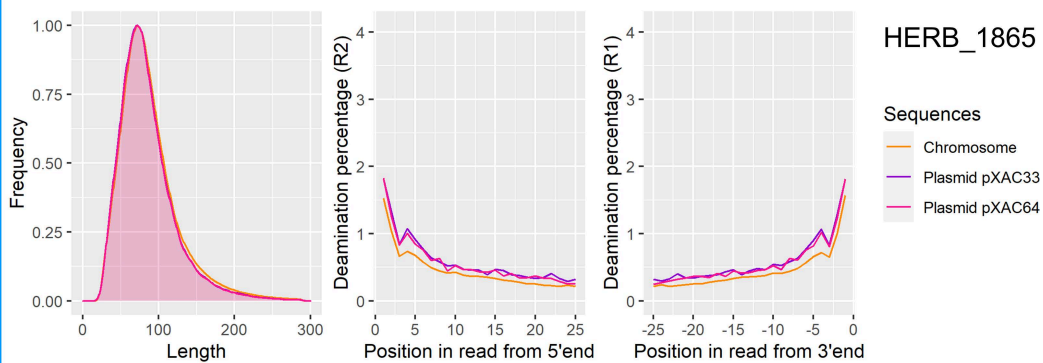 HERB_1865
Frequency
1.00
0.75
0.50
0.25
0.00
0
100
200
300
Length
Deamination percentage (R2)
4
3
2
1
0
0
5
10
15
20
25
Position in read from 5'end
Deamination percentage (R1)
4
3
2
1
0
-25
-20
-15
-10
-5
0
Position in read from 3'end
Sequences
Chromosome
Plasmid pXAC33
Plasmid pXAC64